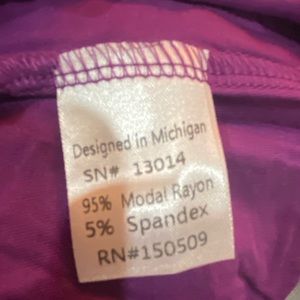 Designed in Michigan
SN# 13014
95% Modal Rayon
5% Spandex
RN#150509